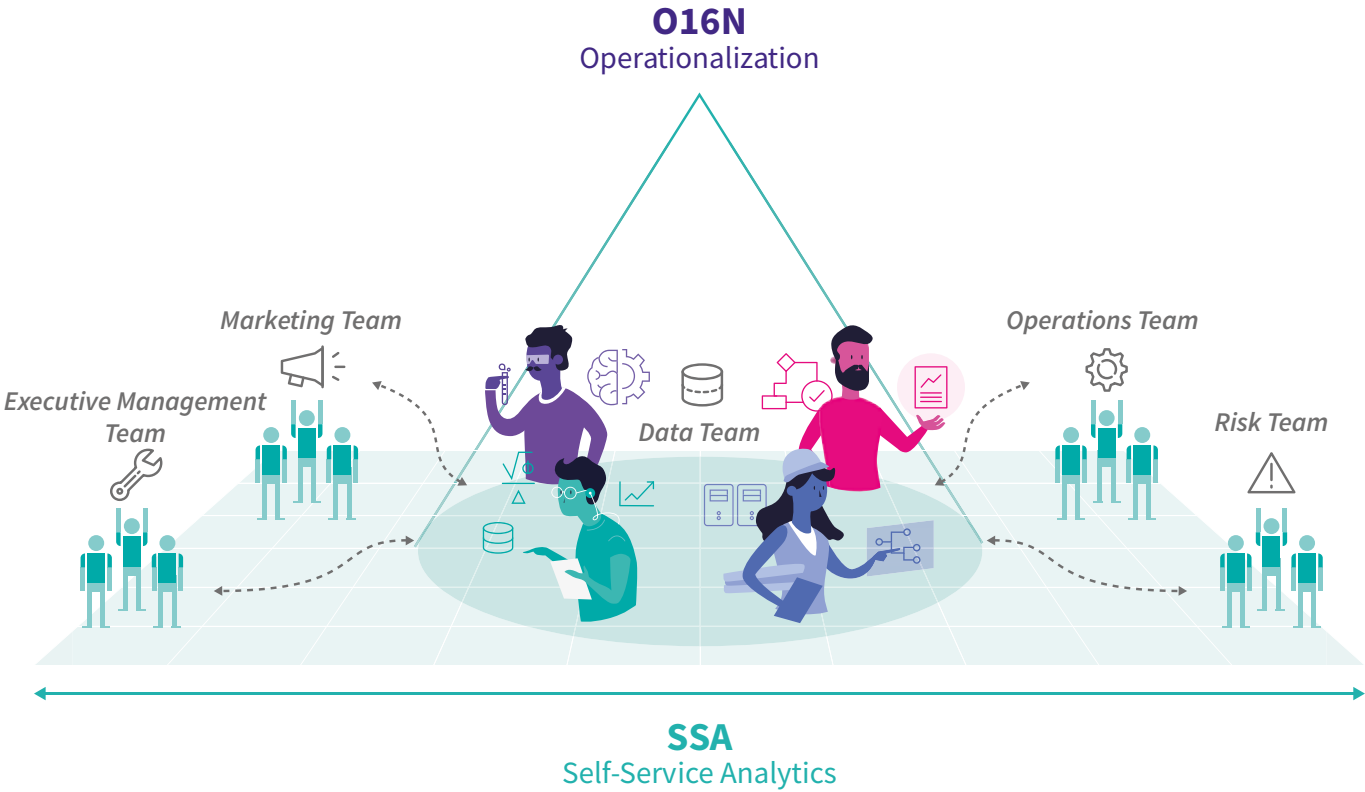 O16N
Operationalization
Marketing Team
Operations Team
Executive Management
Team
Risk Team
Data Team
SSA
Self-Service Analytics